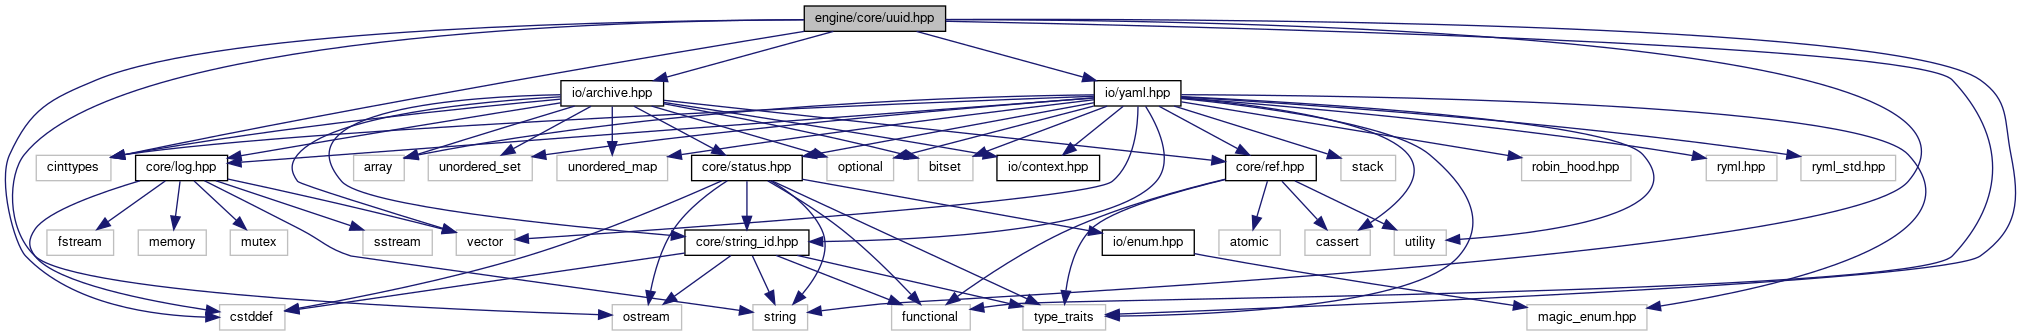 engine/core/uuid.hpp
io/archive.hpp
io/yaml.hpp
cinttypes
core/log.hpp
array
unordered_set
unordered_map
core/status.hpp
optional
bitset
io/context.hpp
core/ref.hpp
stack
robin_hood.hpp
ryml.hpp
ryml_std.hpp
fstream
memory
mutex
sstream
vector
core/string_id.hpp
io/enum.hpp
atomic
cassert
utility
cstddef
ostream
string
functional
type_traits
magic_enum.hpp